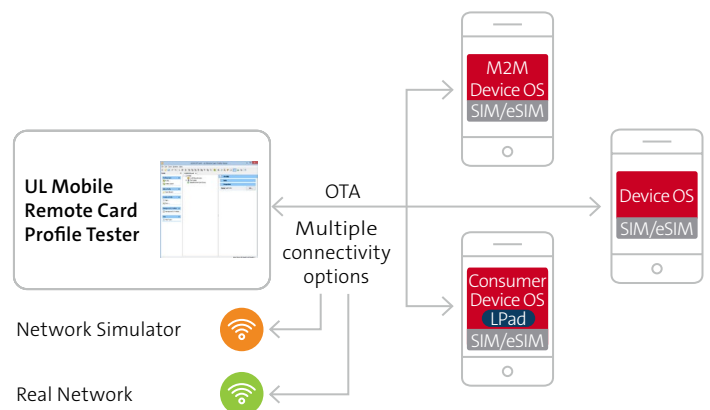 UL Mobile
Remote Card
Profile Tester
OTA
Multiple
connectivity
options
Network Simulator
Real Network
M2M
Device OS
SIM/eSIM
Device OS
SIM/eSIM
Consumer
Device OS
LPad
SIM/eSIM